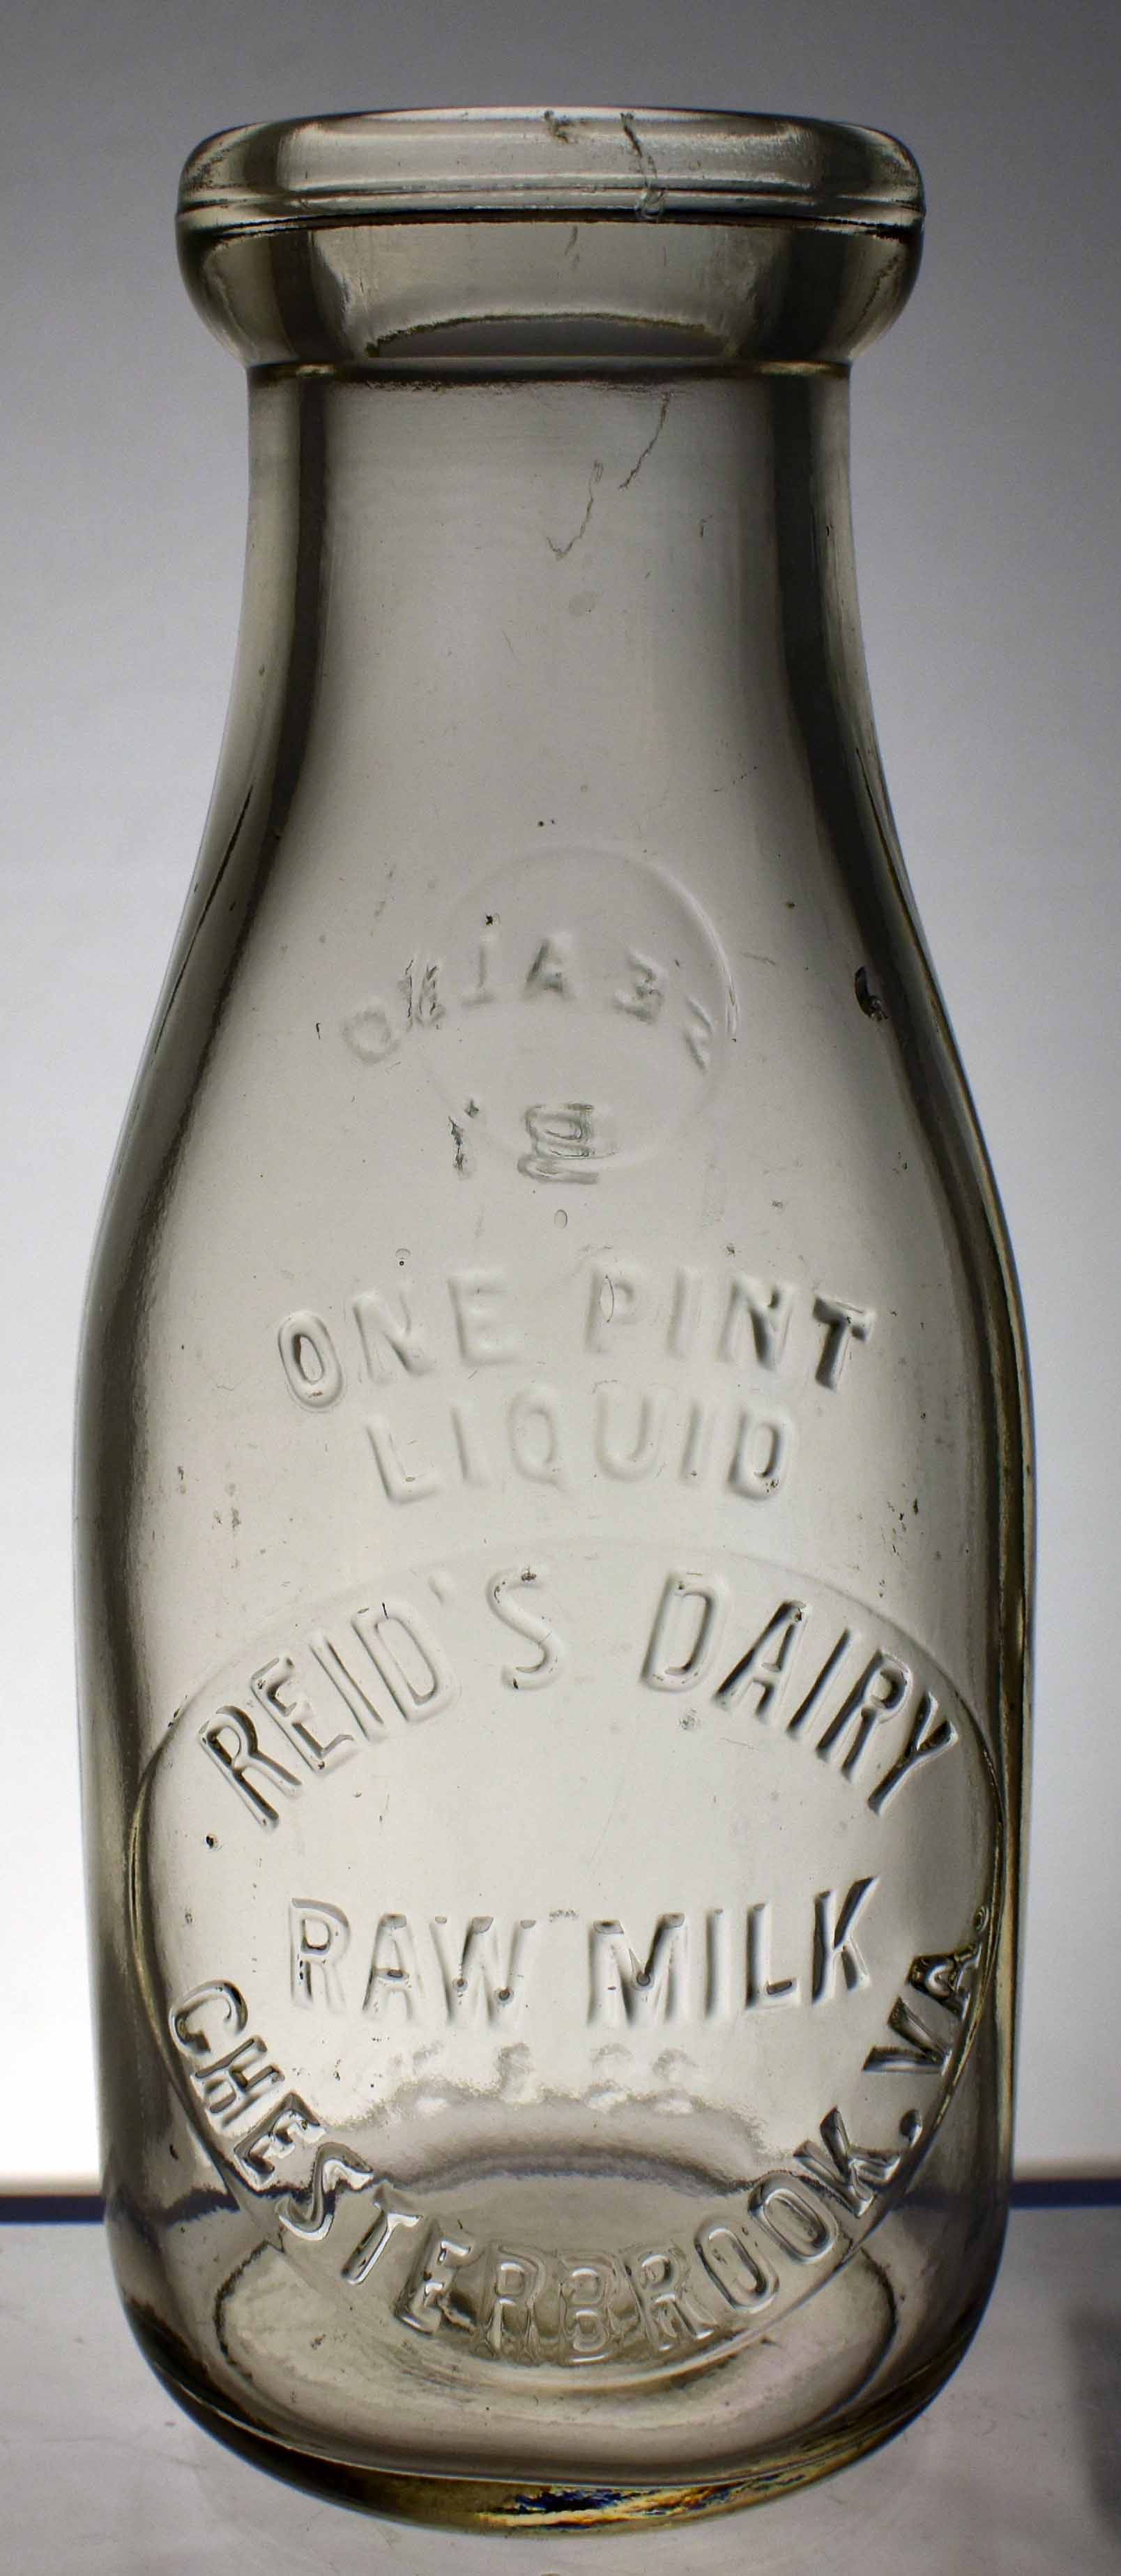 ONE PINT
LIQUID
REID'S DAIRY
RAW MILK
CHESTERBROOK, VA.